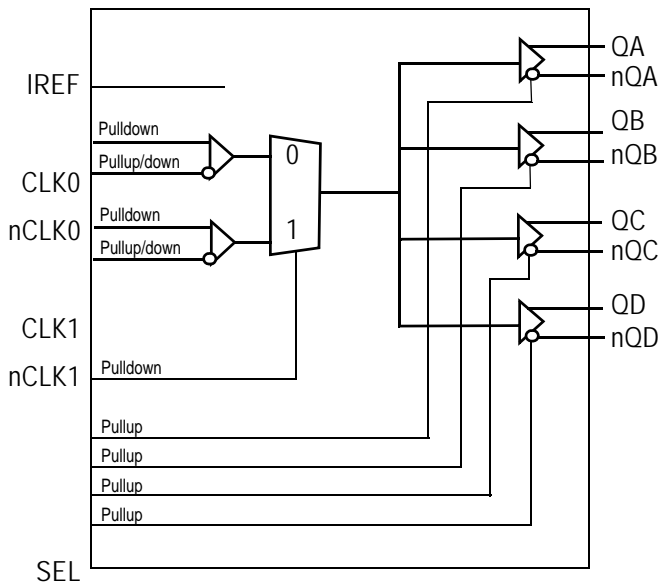 IREF
Pulldown
Pullup/down
CLK0
nCLK0
Pulldown
Pullup/down
CLK1
nCLK1
Pulldown
Pullup
Pullup
Pullup
Pullup
SEL
0
1
QA
nQA
QB
nQB
QC
nQC
QD
nQD